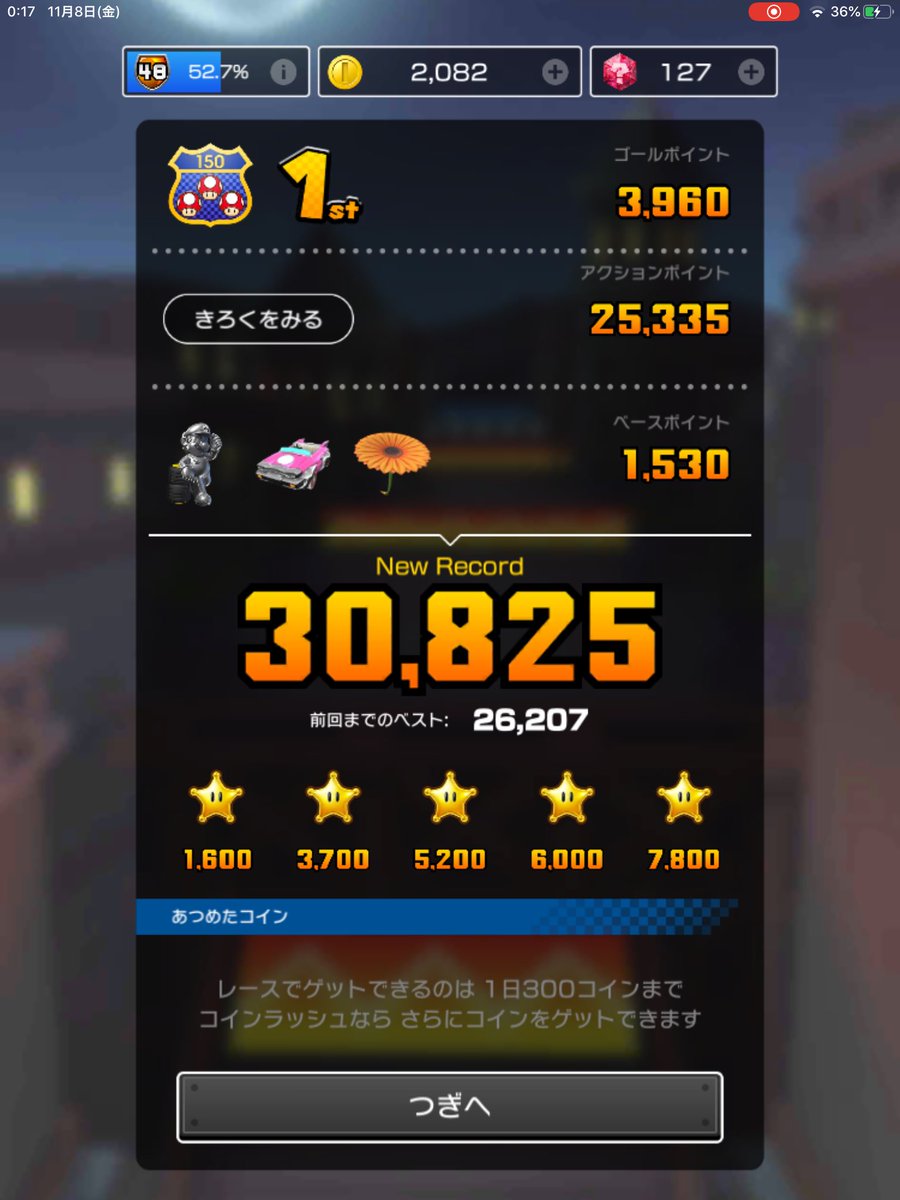 0:17 11月8日(金)
36%
48 52.7%
2,082
127
150
1st
ゴールポイント
3,960
アクションポイント
きろくをみる
25,335
ベースポイント
1,530
New Record
30,825
前回までのベスト: 26,207
1,600 3,700 5,200 6,000 7,800
あつめたコイン
レースでゲットできるのは 1日300コインまで
コインラッシュなら さらにコインをゲットできます
つぎへ